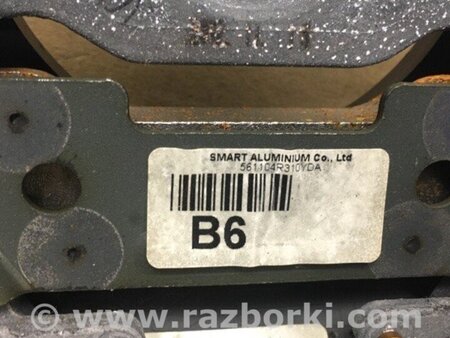 SMART ALUMINIUM Co., Ltd
561104R310YDA
B6
www.razborki.com